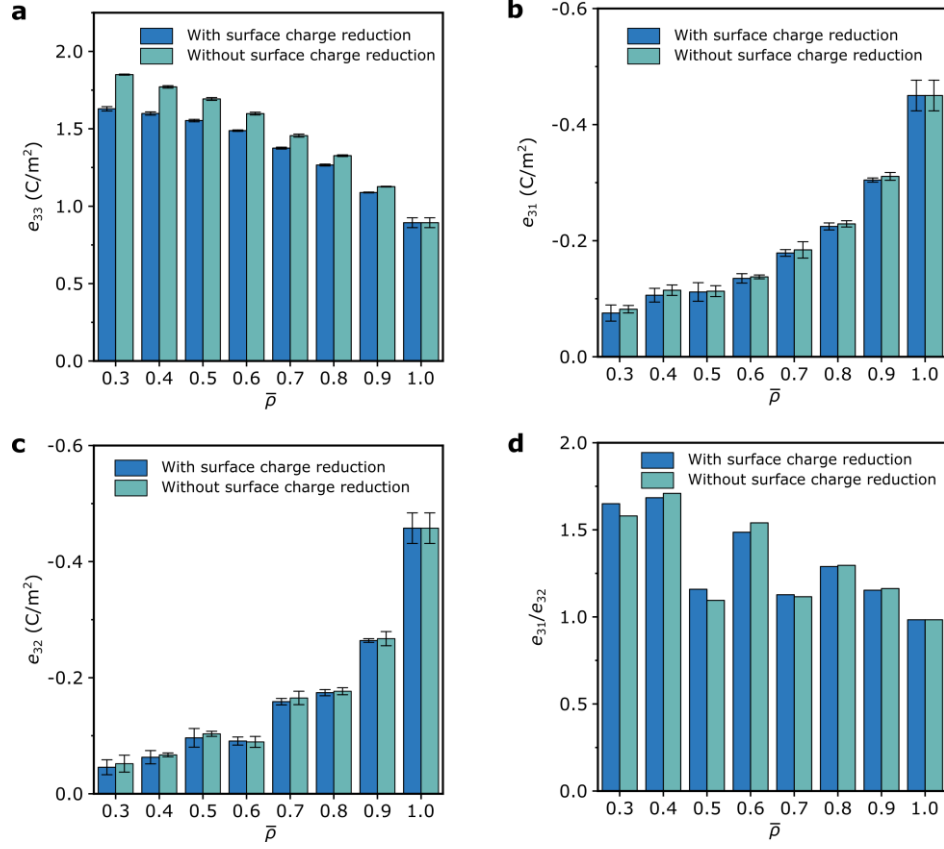 a
With surface charge reduction
Without surface charge reduction
e33 (C/m²)
2.0
1.5
1.0
0.5
0.0
0.3 0.4 0.5 0.6 0.7 0.8 0.9 1.0
ρ̅
b
With surface charge reduction
Without surface charge reduction
e31 (C/m²)
-0.6
-0.4
-0.2
0.0
0.3 0.4 0.5 0.6 0.7 0.8 0.9 1.0
ρ̅
c
With surface charge reduction
Without surface charge reduction
e32 (C/m²)
-0.6
-0.4
-0.2
0.0
0.3 0.4 0.5 0.6 0.7 0.8 0.9 1.0
ρ̅
d
With surface charge reduction
Without surface charge reduction
e31/e32
2.0
1.5
1.0
0.5
0.0
0.3 0.4 0.5 0.6 0.7 0.8 0.9 1.0
ρ̅